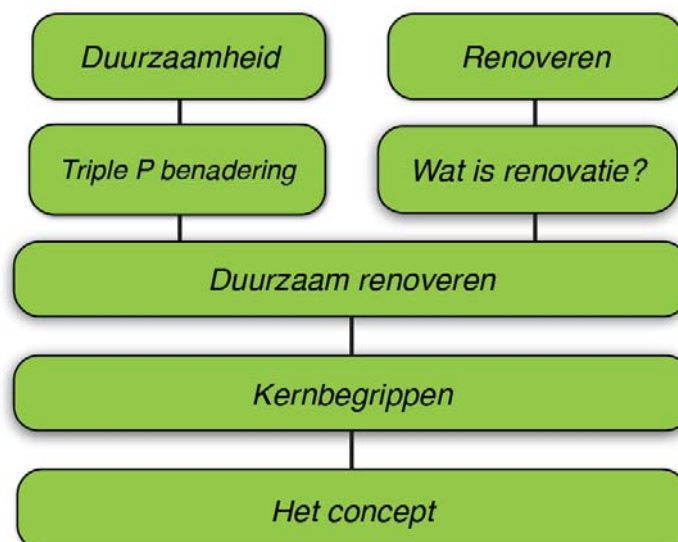 Duurzaamheid
Renoveren
Triple P benadering
Wat is renovatie?
Duurzaam renoveren
Kernbegrippen
Het concept